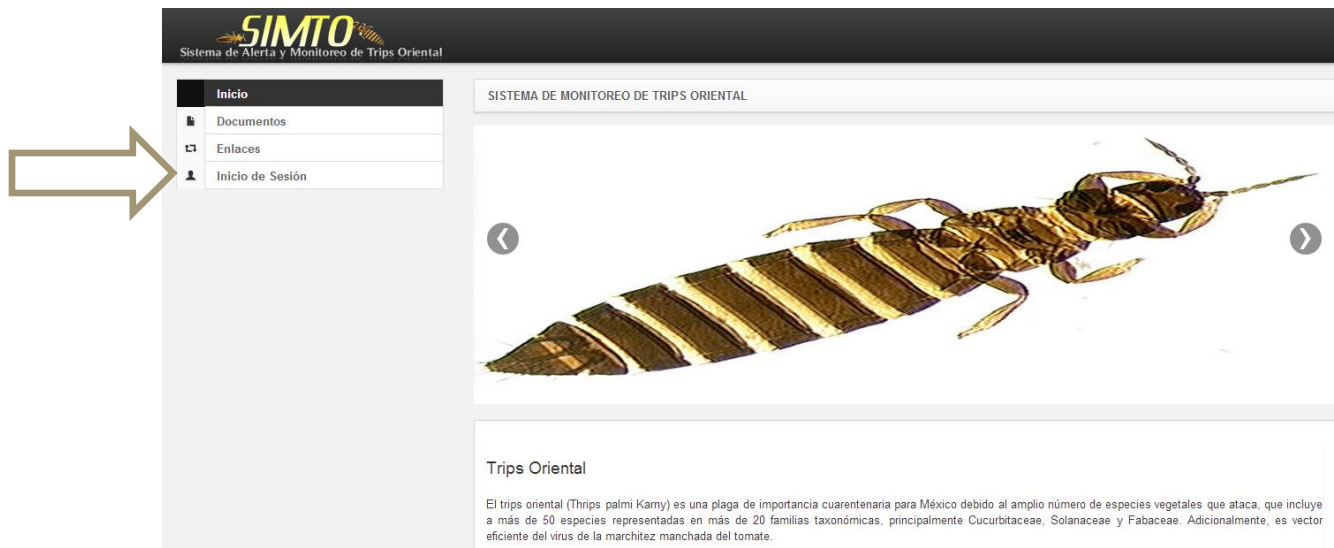 SIMTO
Sistema de Alerta y Monitoreo de Trips Oriental
Inicio
Documentos
Enlaces
Inicio de Sesión
SISTEMA DE MONITOREO DE TRIPS ORIENTAL
Trips Oriental
El trips oriental (Thrips palmi Karny) es una plaga de importancia cuarentenaria para México debido al amplio número de especies vegetales que ataca, que incluye
a más de 50 especies representadas en más de 20 familias taxonómicas, principalmente Cucurbitaceae, Solanaceae y Fabaceae. Adicionalmente, es vector
eficiente del virus de la marchitez manchada del tomate.